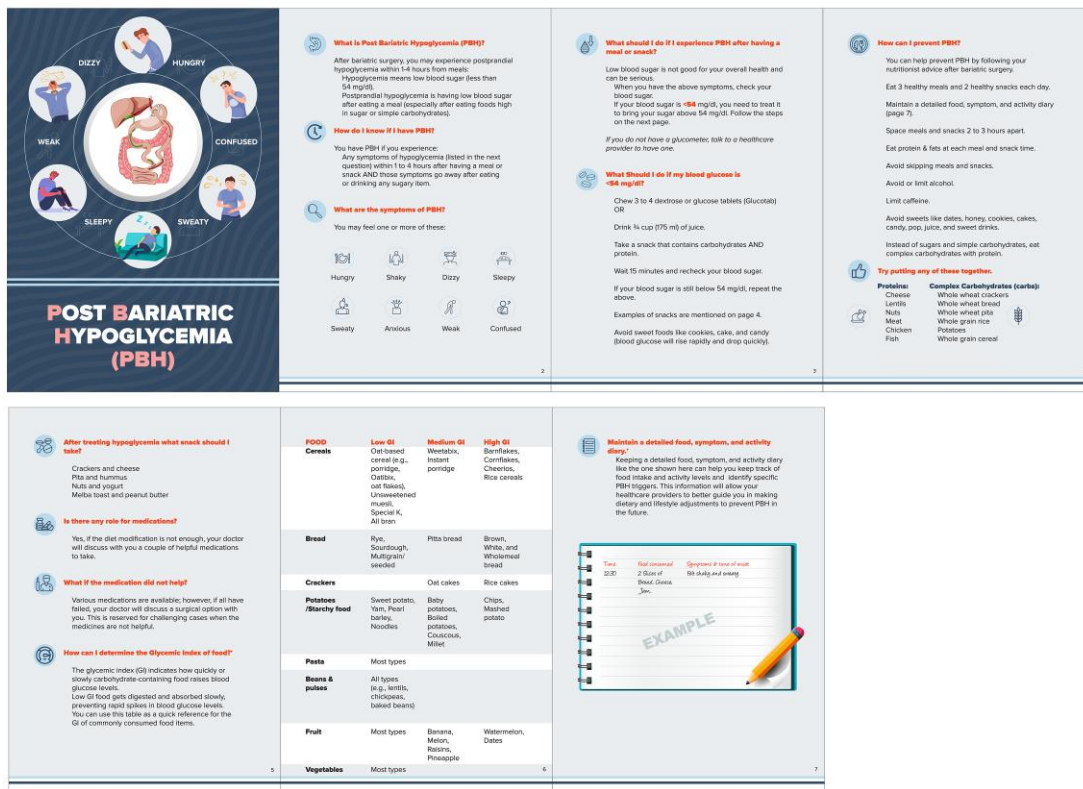 DIZZY
HUNGRY
WEAK
CONFUSED
SLEEPY
SWEATY
POST BARIATRIC
HYPOGLYCEMIA
(PBH)
What is Post Bariatric Hypoglycemia (PBH)?
After bariatric surgery, you may experience postprandial
hypoglycemia within 1-4 hours from meals:
Hypoglycemia means low blood sugar (less than
54 mg/dl).
Postprandial hypoglycemia is having low blood sugar
after eating a meal (especially after eating foods high
in sugar or simple carbohydrates).
How do I know if I have PBH?
You have PBH if you experience:
Any symptoms of hypoglycemia (listed in the next
question) within 1 to 4 hours after having a meal or
snack AND those symptoms go away after eating
or drinking any sugary item.
What are the symptoms of PBH?
You may feel one or more of these:
Hungry
Shaky
Dizzy
Sleepy
Sweaty
Anxious
Weak
Confused
2
What should I do if I experience PBH after having a
meal or snack?
Low blood sugar is not good for your overall health and
can be serious.
When you have the above symptoms, check your
blood sugar.
If your blood sugar is <54 mg/dl, you need to treat it
to bring your sugar above 54 mg/dl. Follow the steps
on the next page.
If you do not have a glucometer, talk to a healthcare
provider to have one.
What Should I do if my blood glucose is
<54 mg/dl?
Chew 3 to 4 dextrose or glucose tablets (Glucotab)
OR
Drink ¾ cup (175 ml) of juice.
Take a snack that contains carbohydrates AND
protein.
Wait 15 minutes and recheck your blood sugar.
If your blood sugar is still below 54 mg/dl, repeat the
above.
Examples of snacks are mentioned on page 4.
Avoid sweet foods like cookies, cake, and candy
(blood glucose will rise rapidly and drop quickly).
3
How can I prevent PBH?
You can help prevent PBH by following your
nutritionist advice after bariatric surgery.
Eat 3 healthy meals and 2 healthy snacks each day.
Maintain a detailed food, symptom, and activity diary
(page 7).
Space meals and snacks 2 to 3 hours apart.
Eat protein & fats at each meal and snack time.
Avoid skipping meals and snacks.
Avoid or limit alcohol.
Limit caffeine.
Avoid sweets like dates, honey, cookies, cakes,
candy, pop, juice, and sweet drinks.
Instead of sugars and simple carbohydrates, eat
complex carbohydrates with protein.
Try putting any of these together.
Proteins: Complex Carbohydrates (carbs):
Cheese Whole wheat crackers
Lentils Whole wheat bread
Nuts Whole wheat pita
Meat Whole grain rice
Chicken Potatoes
Fish Whole grain cereal
After treating hypoglycemia what snack should I
take?
Crackers and cheese
Pita and hummus
Nuts and yogurt
Melba toast and peanut butter
Is there any role for medications?
Yes, if the diet modification is not enough, your doctor
will discuss with you a couple of helpful medications
to take.
What if the medication did not help?
Various medications are available; however, if all have
failed, your doctor will discuss a surgical option with
you. This is reserved for challenging cases when the
medicines are not helpful.
How can I determine the Glycemic Index of food?
The glycemic index (GI) indicates how quickly or
slowly carbohydrate-containing food raises blood
glucose levels.
Low GI food gets digested and absorbed slowly,
preventing rapid spikes in blood glucose levels.
You can use this table as a quick reference for the
GI of commonly consumed food items.
5
FOOD Low GI Medium GI High GI
Cereals Oat-based Weetabix, Barnflakes,
cereal (e.g., Instant Cornflakes,
porridge, porridge Cheerios,
Oatibix, Rice cereals
oat flakes),
Unsweetened
muesli,
Special K,
All bran
Bread Rye, Pitta bread Brown,
Sourdough, White, and
Multigrain/ Wholemeal
seeded bread
Crackers Oat cakes Rice cakes
Potatoes Sweet potato, Baby Chips,
/Starchy food Yam, Pearl potatoes, Mashed
barley, Boiled potato
Noodles potatoes,
Couscous,
Millet
Pasta Most types
Beans & All types
pulses (e.g., lentils,
chickpeas,
baked beans)
Fruit Most types Banana, Watermelon,
Melon, Dates
Raisins,
Pineapple
Vegetables Most types
6
Maintain a detailed food, symptom, and activity
diary.
Keeping a detailed food, symptom, and activity diary
like the one shown here can help you keep track of
food intake and activity levels and identify specific
PBH triggers. This information will allow your
healthcare providers to better guide you in making
dietary and lifestyle adjustments to prevent PBH in
the future.
Time Food consumed Symptoms & time of onset
12:30 2 Slices of Felt shaky and sweaty
Bread, Cheese
Jam.
EXAMPLE
7